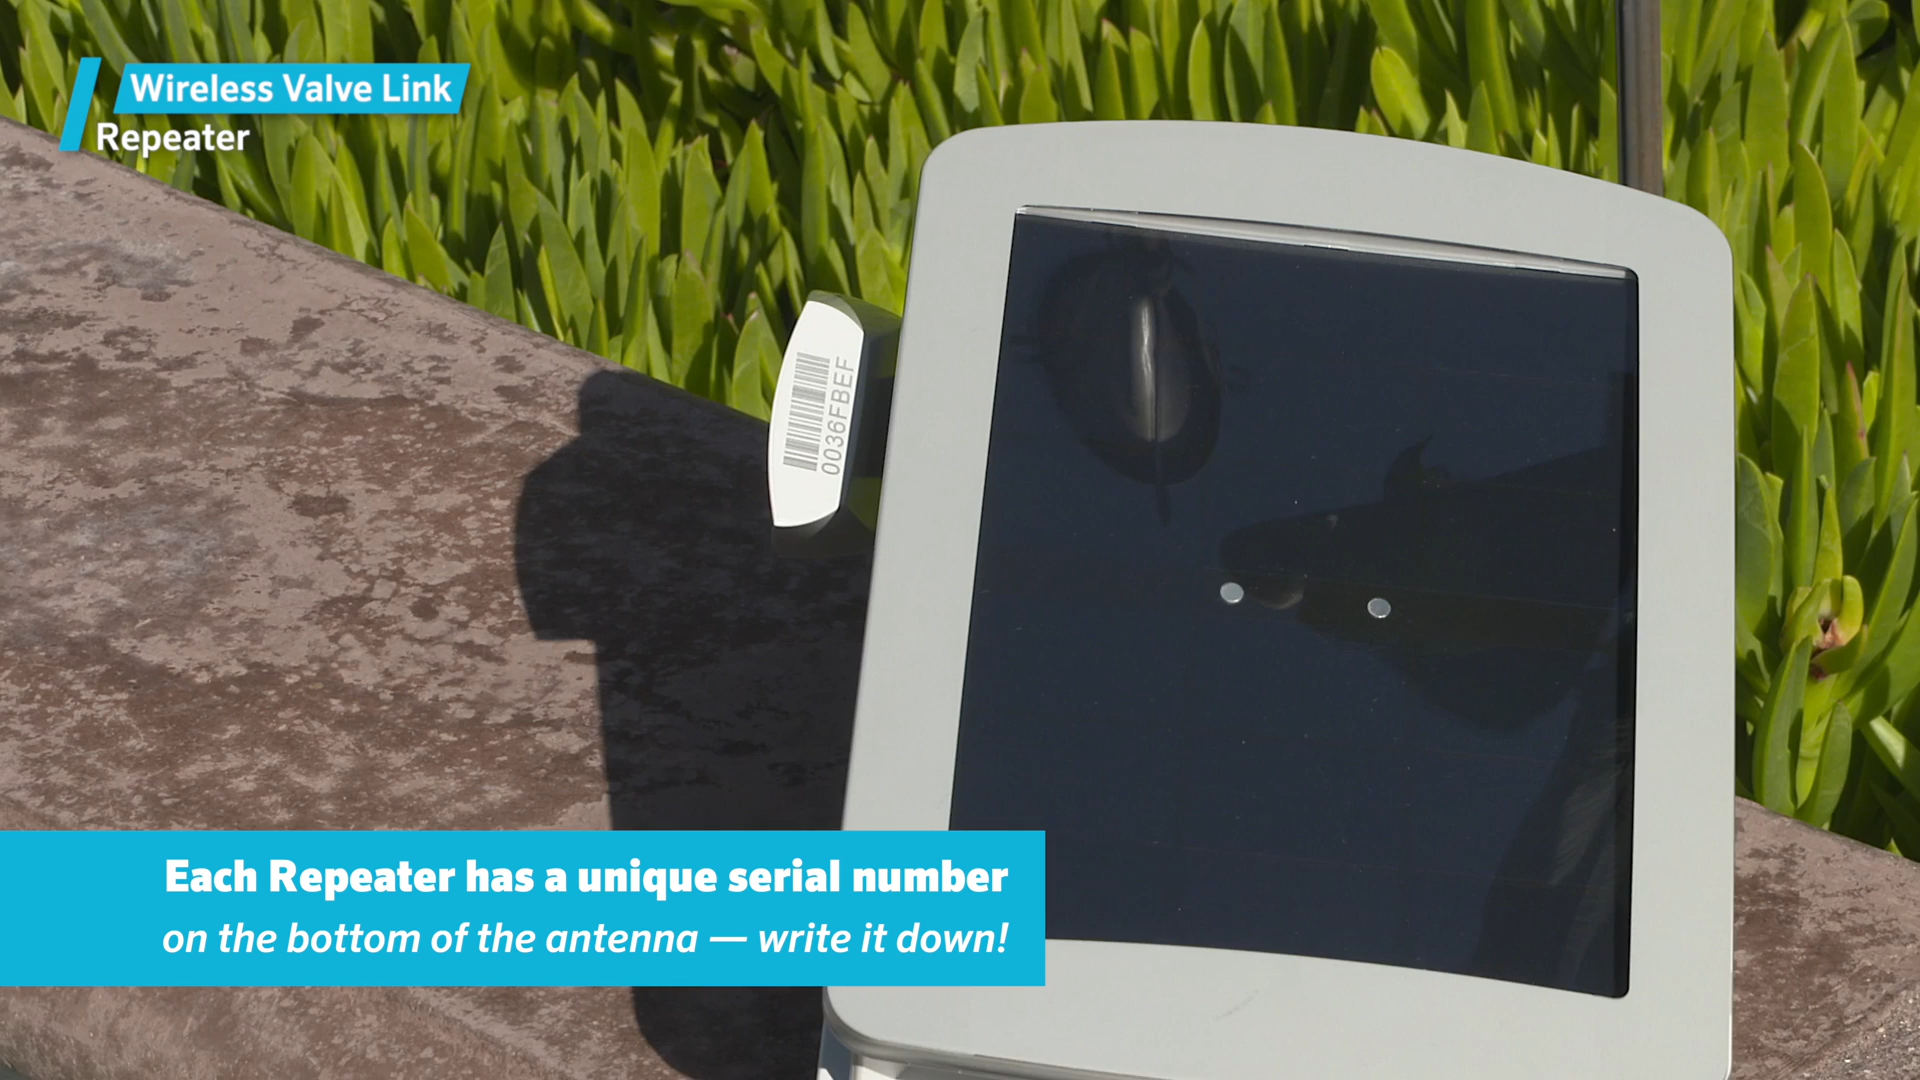 Wireless Valve Link
Repeater
0036FBEF
Each Repeater has a unique serial number
on the bottom of the antenna — write it down!